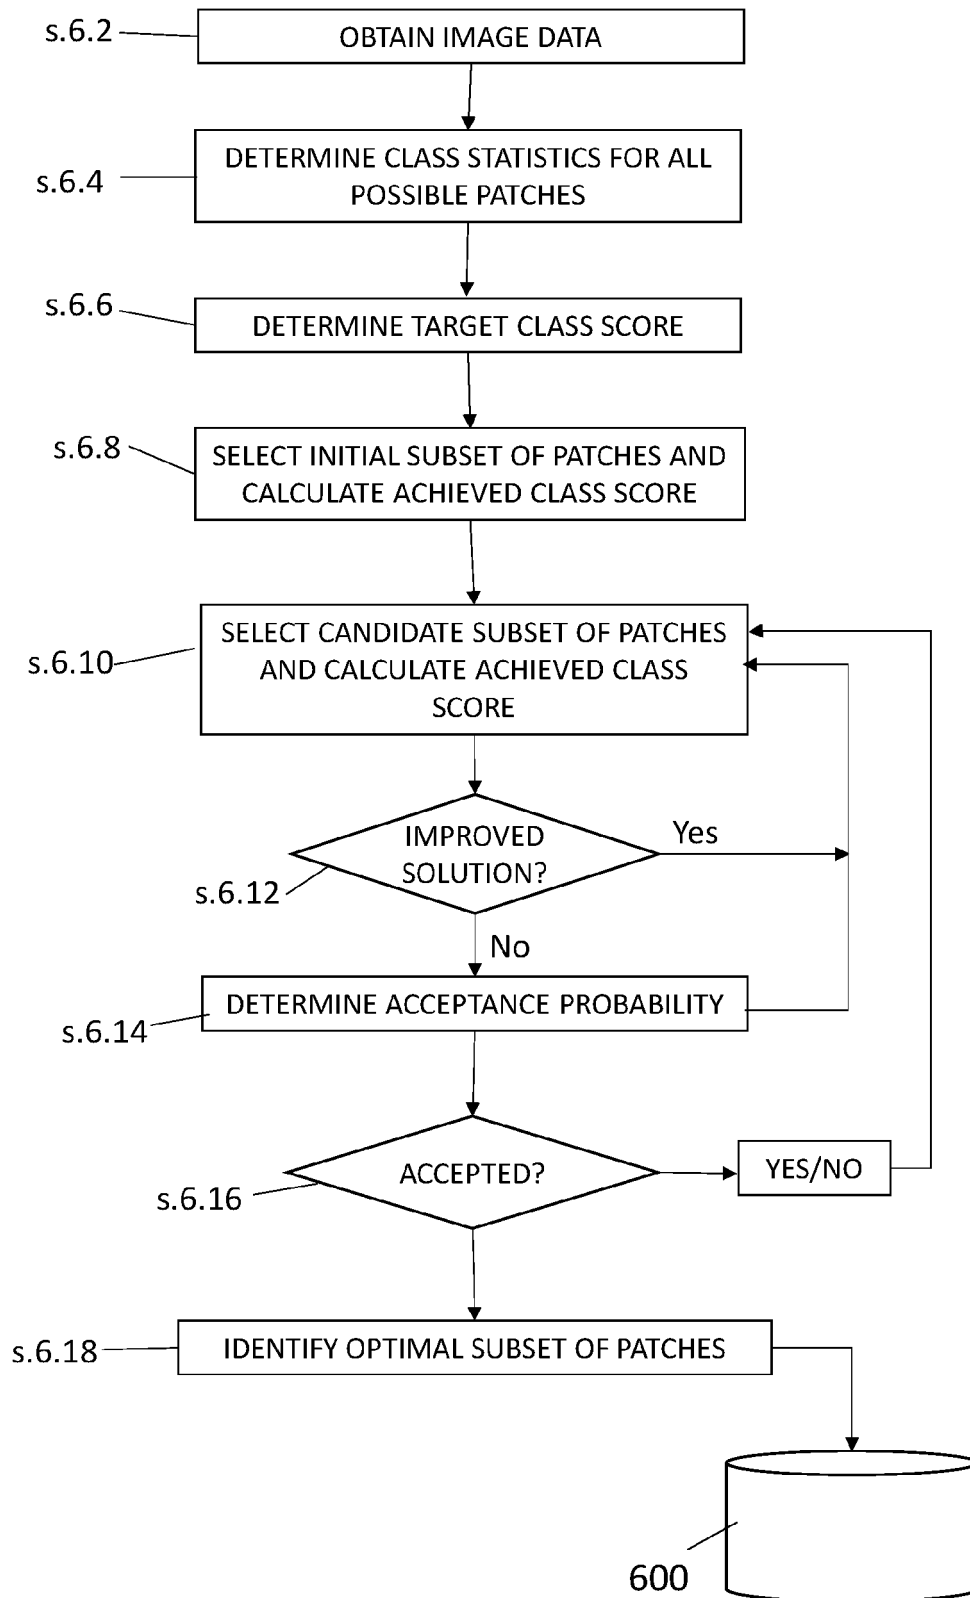 s.6.2
OBTAIN IMAGE DATA
s.6.4
DETERMINE CLASS STATISTICS FOR ALL
POSSIBLE PATCHES
s.6.6
DETERMINE TARGET CLASS SCORE
s.6.8
SELECT INITIAL SUBSET OF PATCHES AND
CALCULATE ACHIEVED CLASS SCORE
s.6.10
SELECT CANDIDATE SUBSET OF PATCHES
AND CALCULATE ACHIEVED CLASS
SCORE
s.6.12
IMPROVED
SOLUTION?
Yes
No
s.6.14
DETERMINE ACCEPTANCE PROBABILITY
s.6.16
ACCEPTED?
YES/NO
s.6.18
IDENTIFY OPTIMAL SUBSET OF PATCHES
600